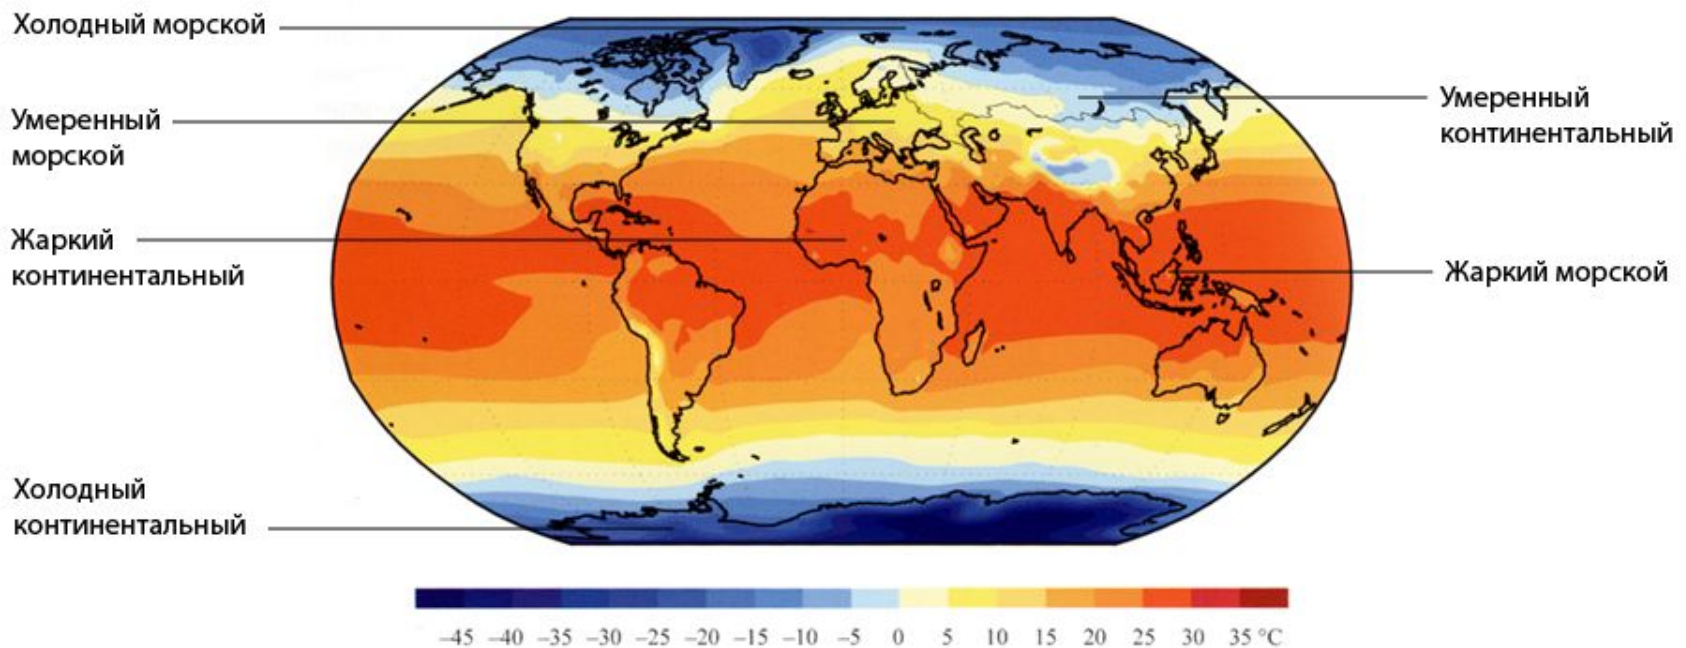 Холодный морской
Умеренный
морской
Жаркий
континентальный
Холодный
континентальный
Умеренный
континентальный
Жаркий морской
–45 –40 –35 –30 –25 –20 –15 –10 –5 0 5 10 15 20 25 30 35 °C